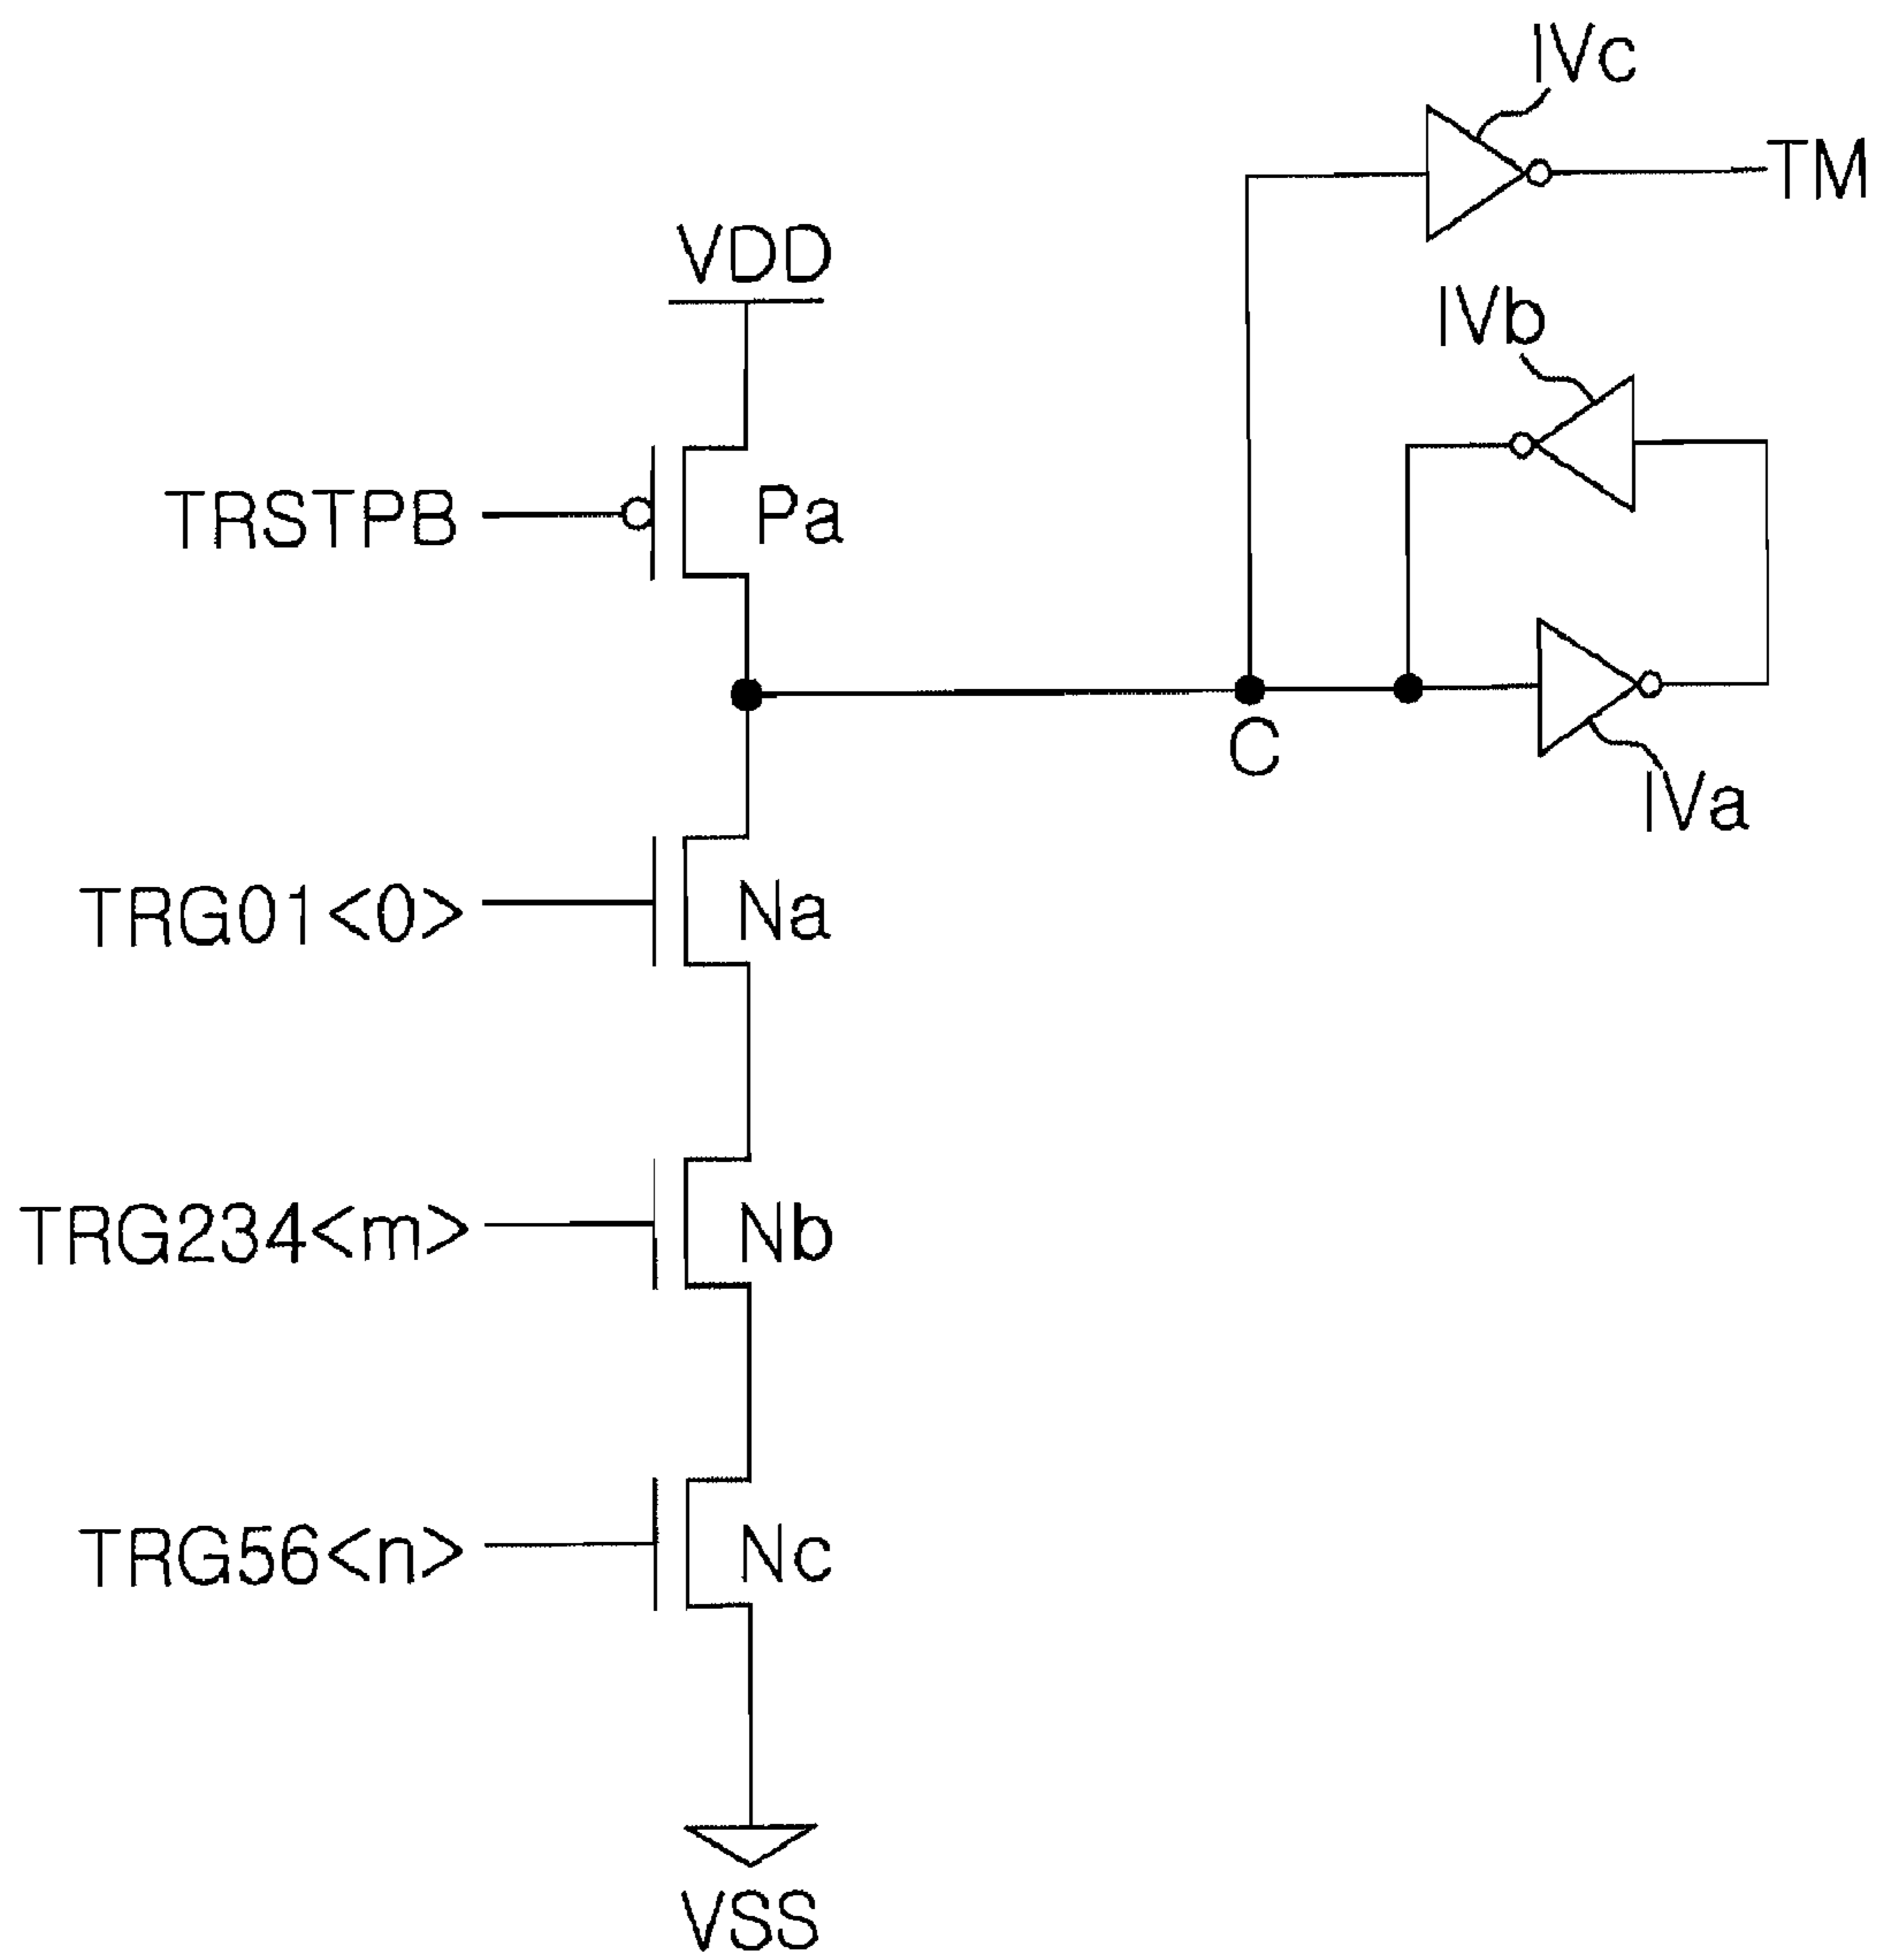 IVc
TM
VDD
IVb
TRSTPB
Pa
C
IVa
TRG01<0>
Na
TRG234<m>
Nb
TRG56<n>
Nc
VSS